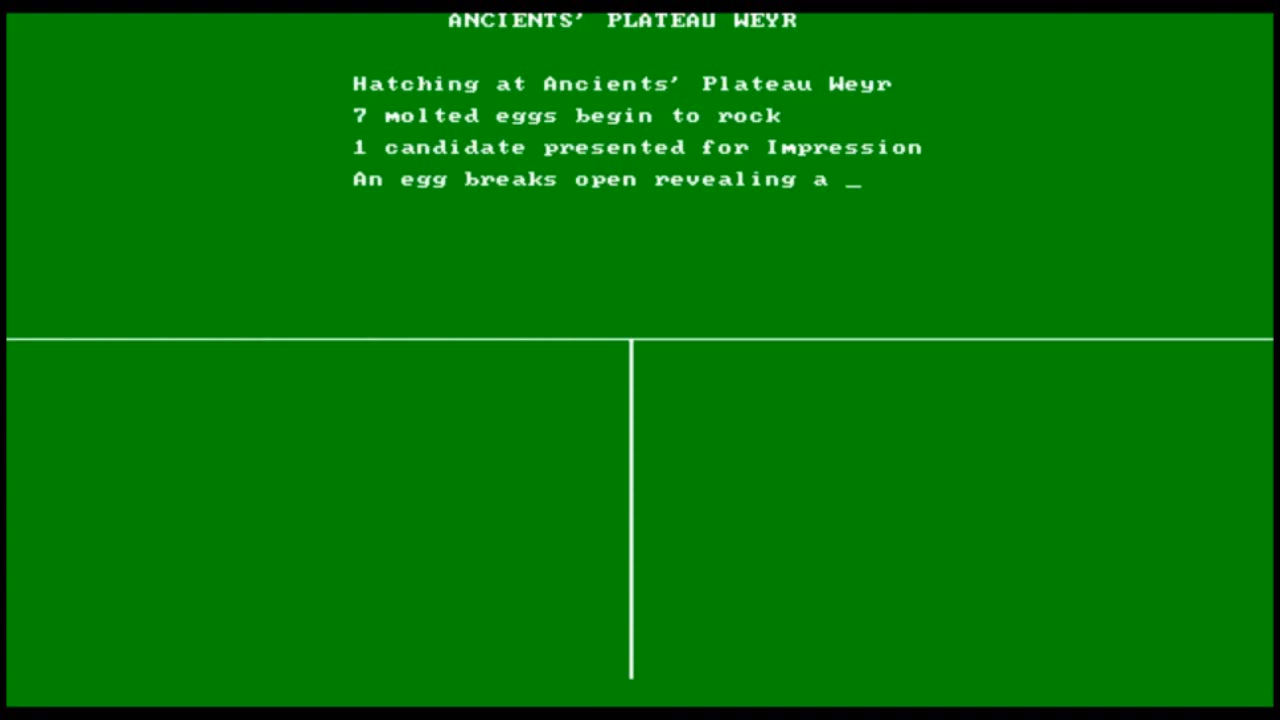 ANCIENTS' PLATEAU WEYR
Hatching at Ancients' Plateau Weyr
7 molted eggs begin to rock
1 candidate presented for Impression
An egg breaks open revealing a _